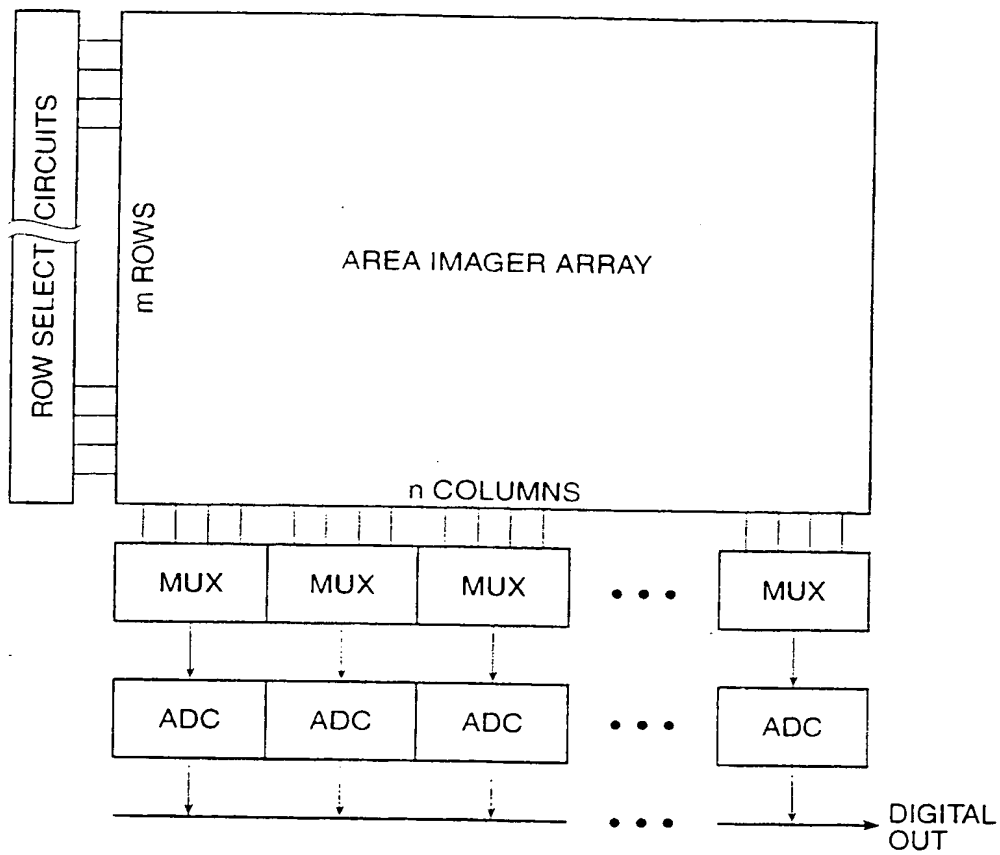 ROW SELECT CIRCUITS
m ROWS
AREA IMAGER ARRAY
n COLUMNS
MUX MUX MUX • • • MUX
ADC ADC ADC • • • ADC
• • • DIGITAL
OUT